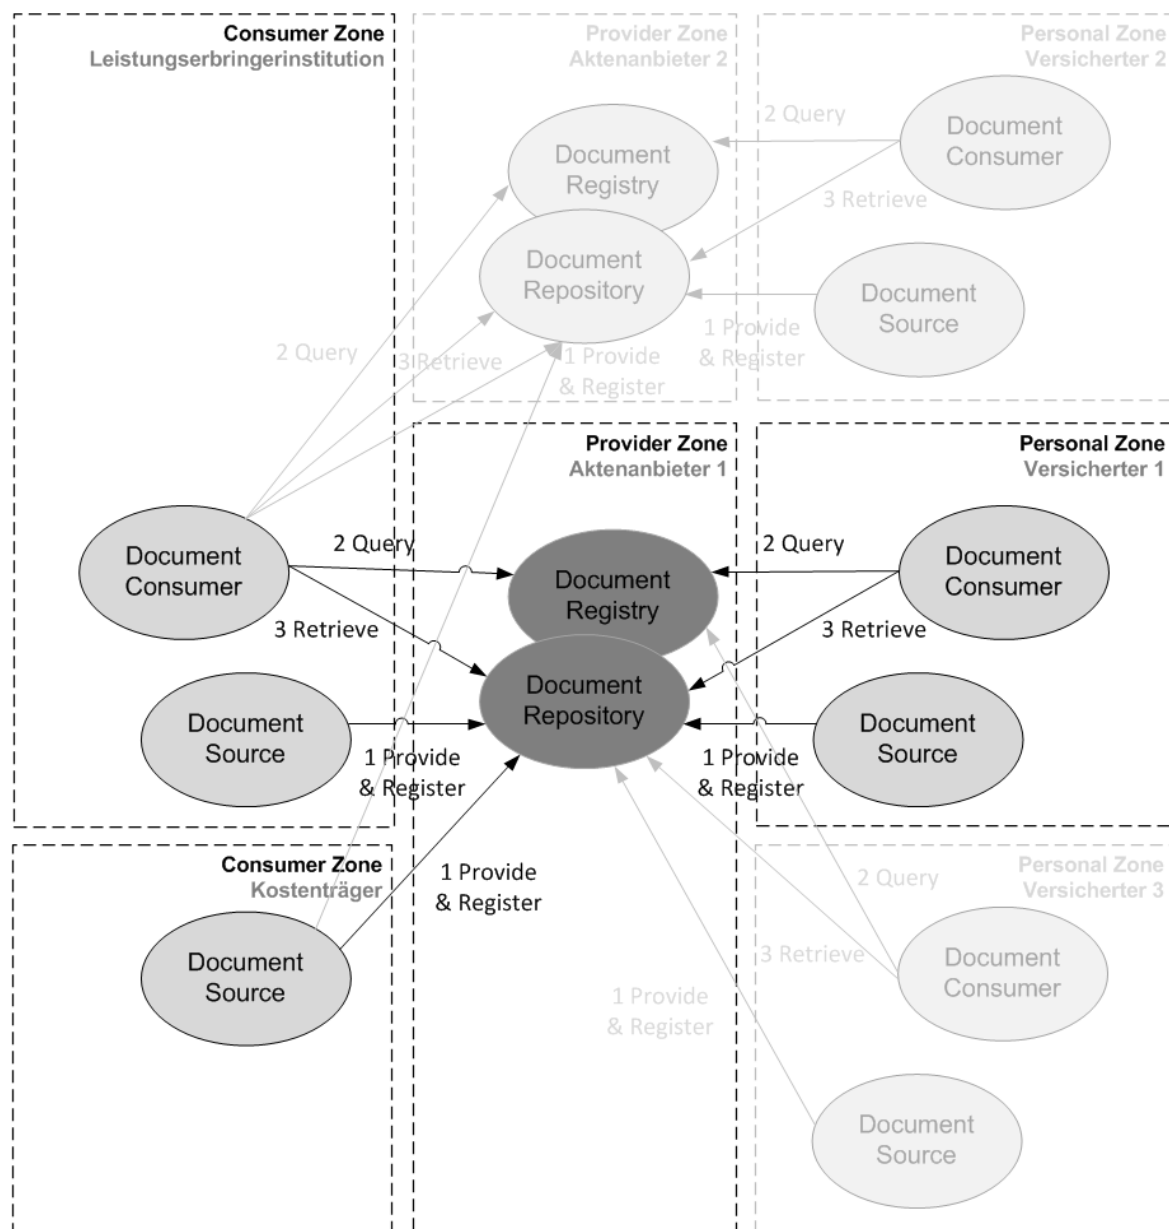 Consumer Zone
Leistungserbringerinstitution
Provider Zone
Aktenanbieter 2
Personal Zone
Versicherter 2
Document
Registry
Document
Repository
2 Query
Document
Consumer
3 Retrieve
Document
Source
1 Provide
& Register
2 Query
3 Retrieve
1 Provide
& Register
Provider Zone
Aktenanbieter 1
Personal Zone
Versicherter 1
Document
Consumer
2 Query
3 Retrieve
Document
Registry
Document
Repository
2 Query
Document
Consumer
3 Retrieve
Document
Source
1 Provide
& Register
1 Provide
& Register
Document
Source
Consumer Zone
Kostenträger
Document
Source
1 Provide
& Register
Personal Zone
Versicherter 3
2 Query
Document
Consumer
3 Retrieve
1 Provide
& Register
Document
Source